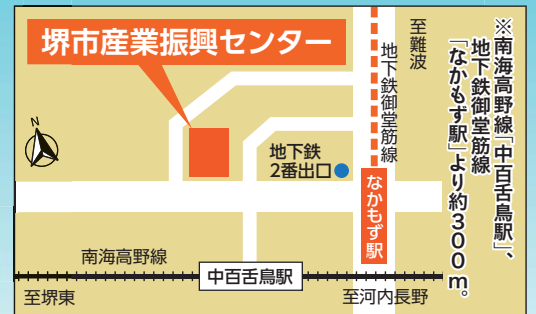 堺市産業振興センター
N
地下鉄
2番出口
なかもず駅
地下鉄御堂筋線
至難波
※南海高野線「中百舌鳥駅」、
地下鉄御堂筋線
「なかもず駅」より約300m。
南海高野線
中百舌鳥駅
至堺東
至河内長野